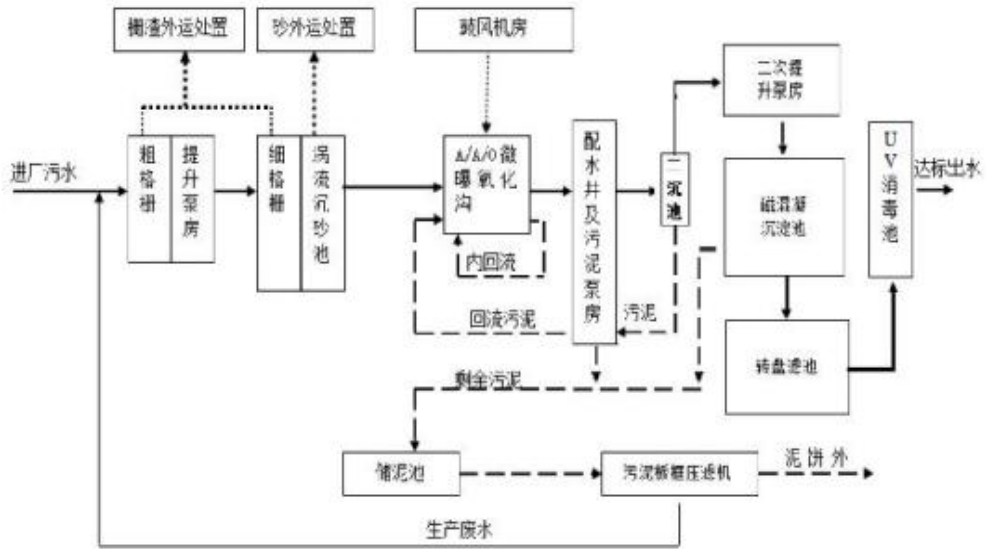 栅渣外运处置
砂外运处置
鼓风机房
二次提
升泵房
进厂污水
粗格栅
提升泵房
细格栅
涡流沉砂池
A/A/O微
曝氧化
沟
配水井及污泥泵房
二沉池
磁混凝
沉淀池
UV消毒池
达标出水
内回流
回流污泥
污泥
转盘滤池
剩余污泥
储泥池
污泥板框压滤机
泥饼外
生产废水